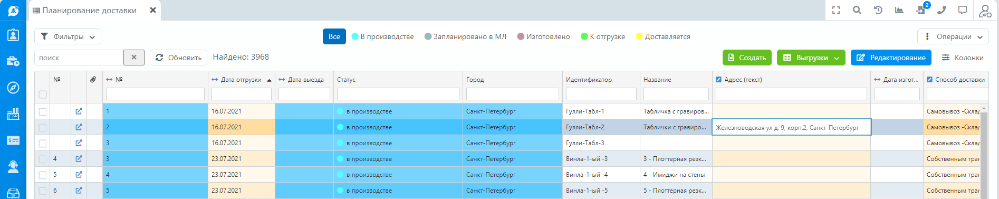 Планирование доставки
2
Фильтры
Все В производстве Запланировано в МЛ Изготовлено К отгрузке Доставляется
Операции
поиск Обновить Найдено: 3968
Создать Выгрузки Редактирование Колонки
№ № Дата отгрузки Дата выезда Статус Город Идентификатор Название Адрес (текст) Дата изгот... Способ доставки
1 16.07.2021 в производстве Санкт-Петербург Гулли-Табл-1 Табличка с гравиров... Самовывоз -Склад
2 16.07.2021 в производстве Санкт-Петербург Гулли-Табл-2 Таблички с гравиро... Железноводская ул д. 9, корп.2, Санкт-Петербург Самовывоз -Склад
3 16.07.2021 в производстве Санкт-Петербург Гулли-Табл-3 Самовывоз -Склад
4 3 23.07.2021 в производстве Санкт-Петербург Винла-1-ый -3 3 - Плоттерная резк... Собственным тран
5 4 23.07.2021 в производстве Санкт-Петербург Винла-1-ый -4 4 - Имиджи на стены Собственным тран
6 5 23.07.2021 в производстве Санкт-Петербург Винла-1-ый -5 5 - Плоттерная резк... Собственным тран